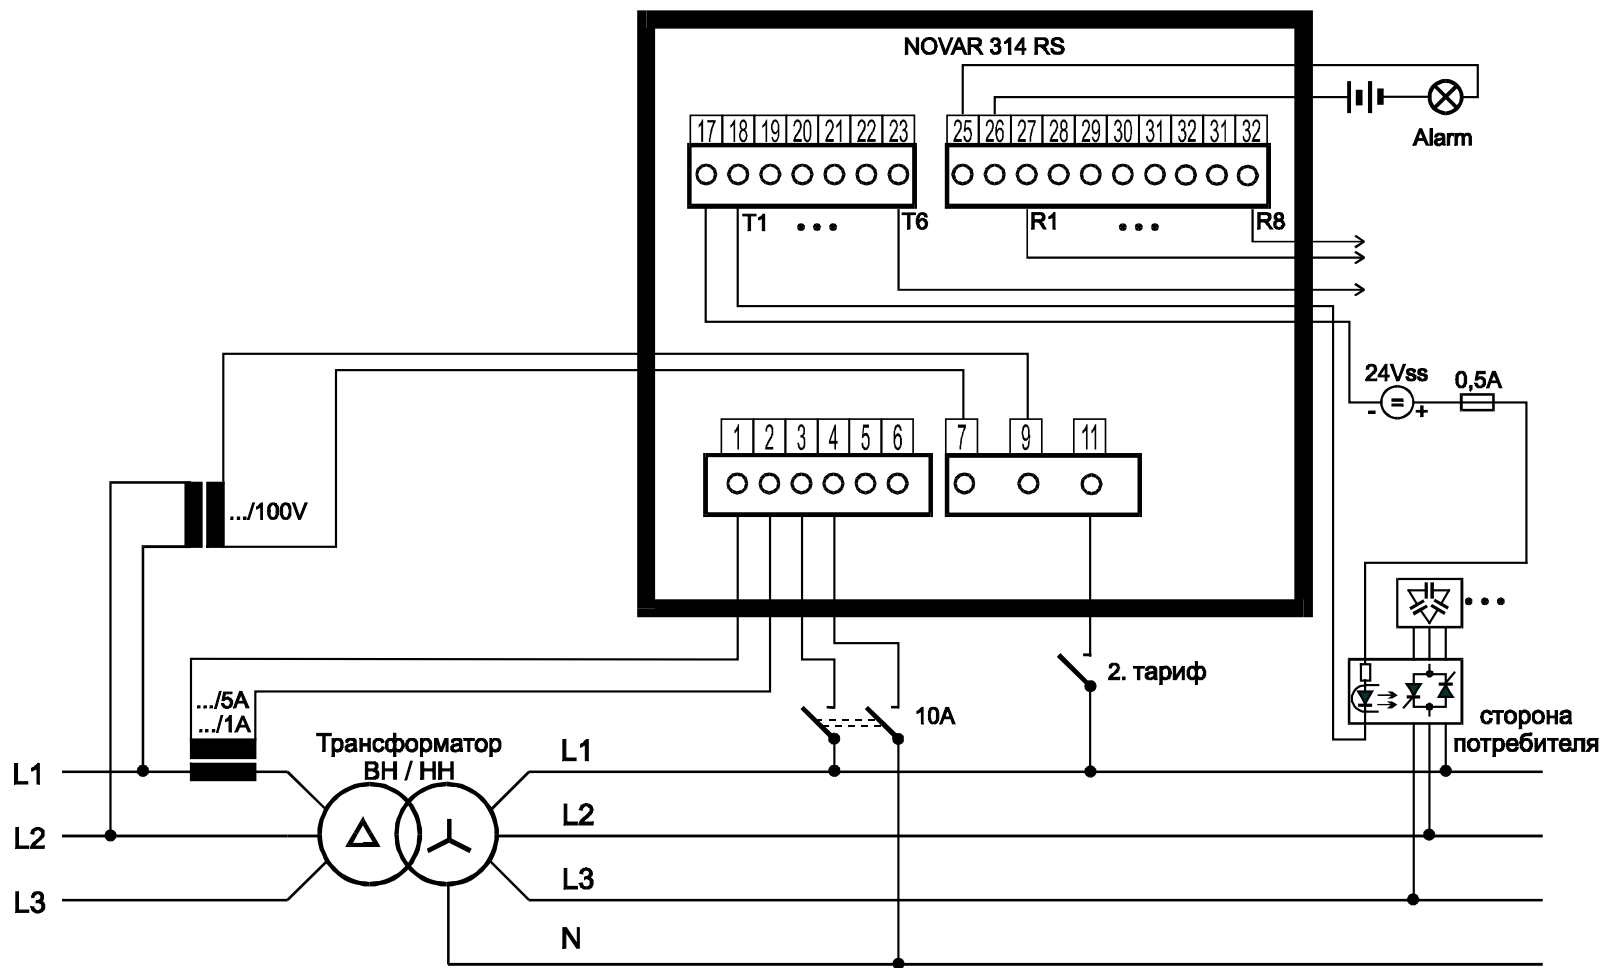 NOVAR 314 RS
17 18 19 20 21 22 23
25 26 27 28 29 30 31 32 31 32
Alarm
T1 ... T6
R1 ... R8
24Vss
0,5A
- = +
1 2 3 4 5 6
7 9 11
.../100V
...
2. тариф
.../5A
.../1A
10A
сторона
потребителя
Трансформатор
ВН / НН
L1
L1
L2
L2
L3
L3
N